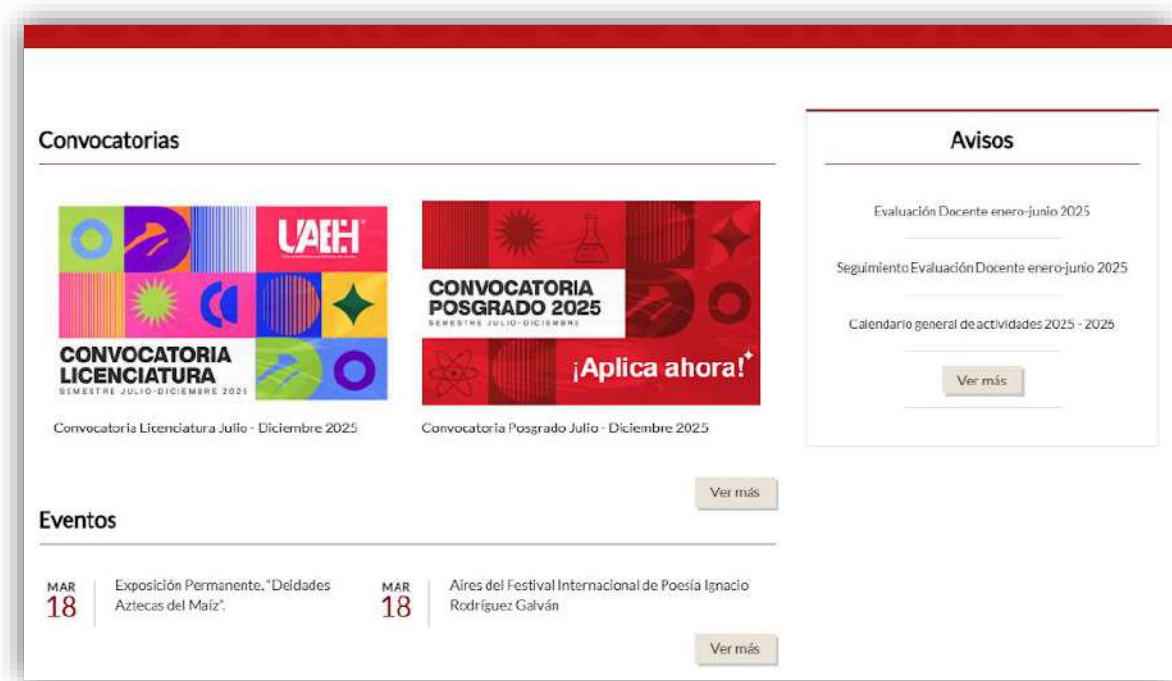 Convocatorias
UAEH
CONVOCATORIA
LICENCIATURA
SEMESTRE JULIO-DICIEMBRE 2025
Convocatoria Licenciatura Julio - Diciembre 2025
CONVOCATORIA
POSGRADO 2025
SEMESTRE JULIO-DICIEMBRE
¡Aplica ahora!
Convocatoria Posgrado Julio - Diciembre 2025
Ver más
Eventos
MAR
18
Exposición Permanente. "Deidades
Aztecas del Maíz".
MAR
18
Aires del Festival Internacional de Poesía Ignacio
Rodríguez Galván
Ver más
Avisos
Evaluación Docente enero-junio 2025
Seguimiento Evaluación Docente enero-junio 2025
Calendario general de actividades 2025 - 2026
Ver más